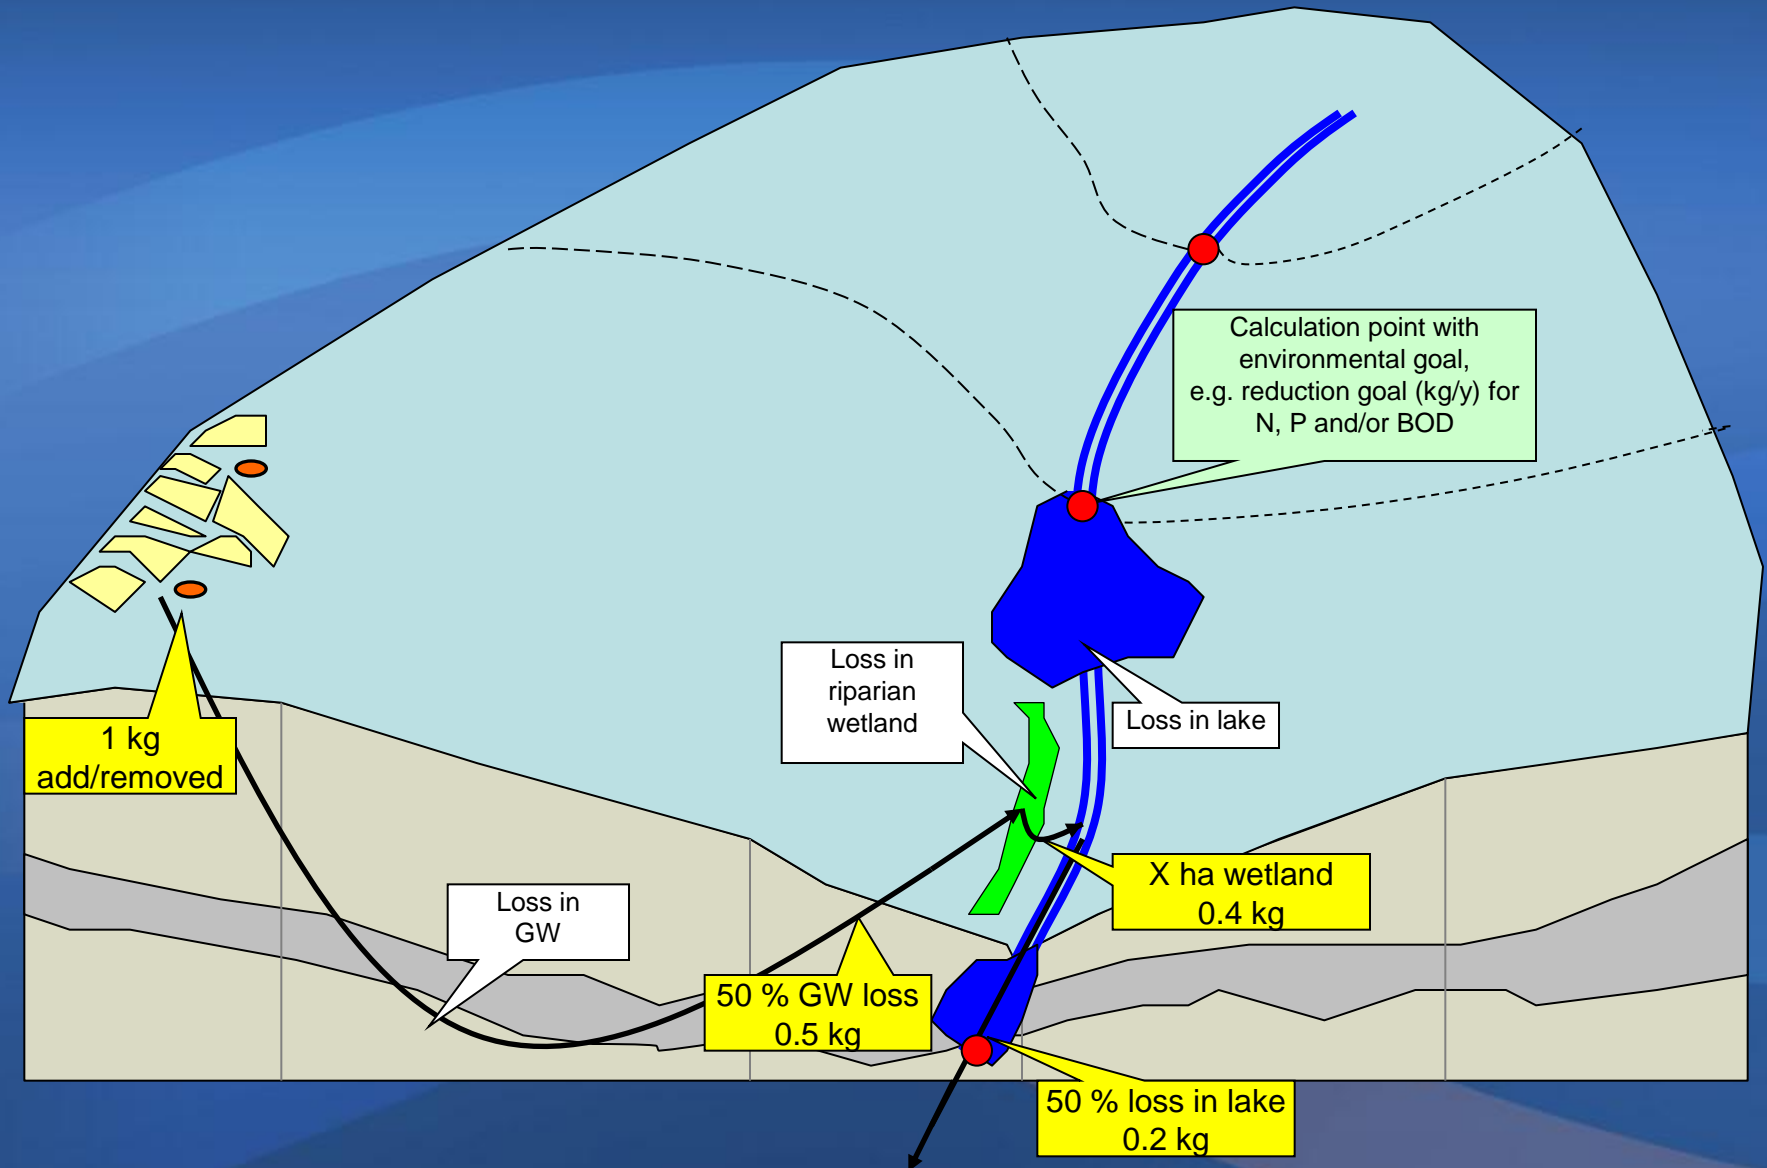 Calculation point with
environmental goal,
e.g. reduction goal (kg/y) for
N, P and/or BOD
Loss in
riparian
wetland
Loss in lake
1 kg
add/removed
X ha wetland
0.4 kg
Loss in
GW
50 % GW loss
0.5 kg
50 % loss in lake
0.2 kg